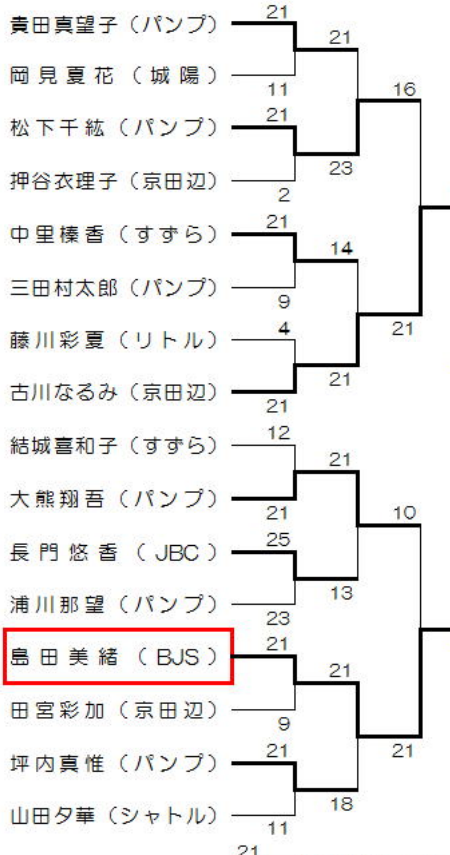 貴田真望子（パンプ） 21 21
岡見夏花（城陽） 11 16
松下千紘（パンプ） 21
押谷衣理子（京田辺） 2 23
中里榛香（すずら） 21 14
三田村太郎（パンプ） 9
藤川彩夏（リトル） 4 21
古川なるみ（京田辺） 21 21
結城喜和子（すずら） 12 21
大熊翔吾（パンプ） 21 10
長門悠香（JBC） 25
浦川那望（パンプ） 23 13
島田美緒（BJS） 21 21
田宮彩加（京田辺） 9
坪内真惟（パンプ） 21 21
山田夕華（シャトル） 11 18
21